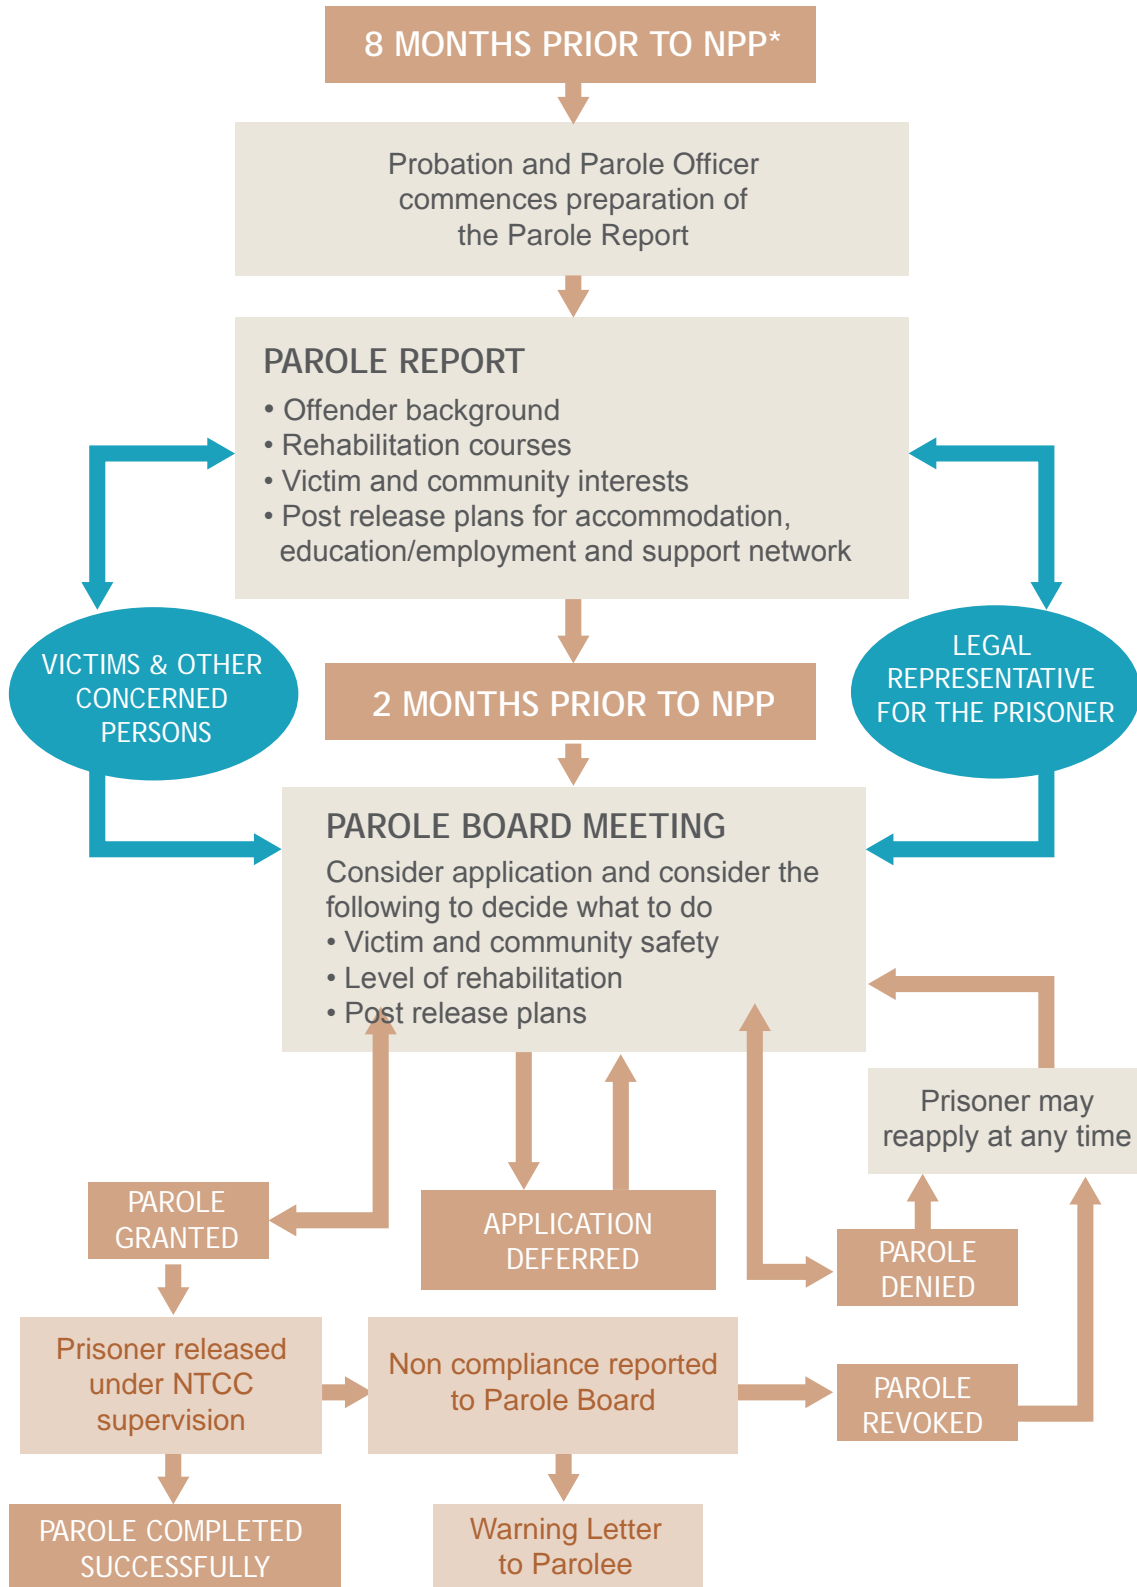 8 MONTHS PRIOR TO NPP*
Probation and Parole Officer
commences preparation of
the Parole Report
PAROLE REPORT
• Offender background
• Rehabilitation courses
• Victim and community interests
• Post release plans for accommodation,
education/employment and support network
VICTIMS & OTHER
CONCERNED
PERSONS
LEGAL
REPRESENTATIVE
FOR THE PRISONER
2 MONTHS PRIOR TO NPP
PAROLE BOARD MEETING
Consider application and consider the
following to decide what to do
• Victim and community safety
• Level of rehabilitation
• Post release plans
Prisoner may
reapply at any time
PAROLE
GRANTED
APPLICATION
DEFERRED
PAROLE
DENIED
Prisoner released
under NTCC
supervision
Non compliance reported
to Parole Board
PAROLE
REVOKED
PAROLE COMPLETED
SUCCESSFULLY
Warning Letter
to Parolee